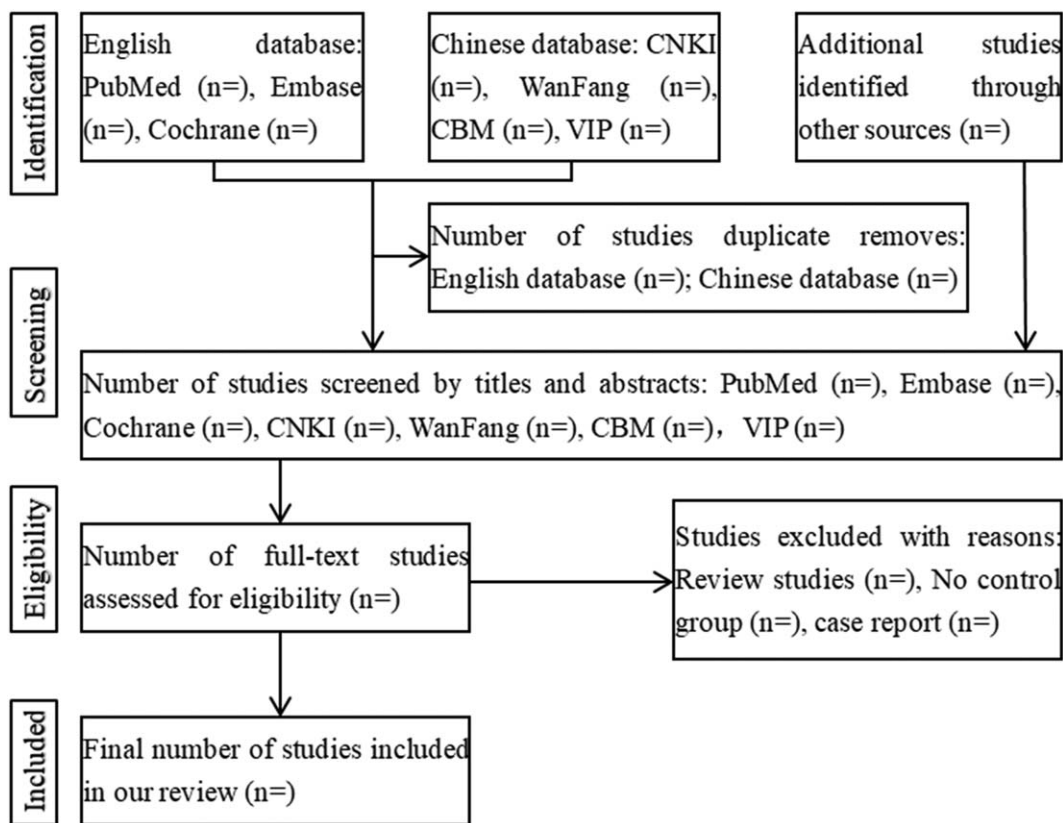 Identification
English database:
PubMed (n=), Embase
(n=), Cochrane (n=)
Chinese database: CNKI
(n=), WanFang (n=),
CBM (n=), VIP (n=)
Additional studies
identified through
other sources (n=)
Number of studies duplicate removes:
English database (n=); Chinese database (n=)
Screening
Number of studies screened by titles and abstracts: PubMed (n=), Embase (n=),
Cochrane (n=), CNKI (n=), WanFang (n=), CBM (n=)，VIP (n=)
Eligibility
Number of full-text studies
assessed for eligibility (n=)
Studies excluded with reasons:
Review studies (n=), No control
group (n=), case report (n=)
Included
Final number of studies included
in our review (n=)